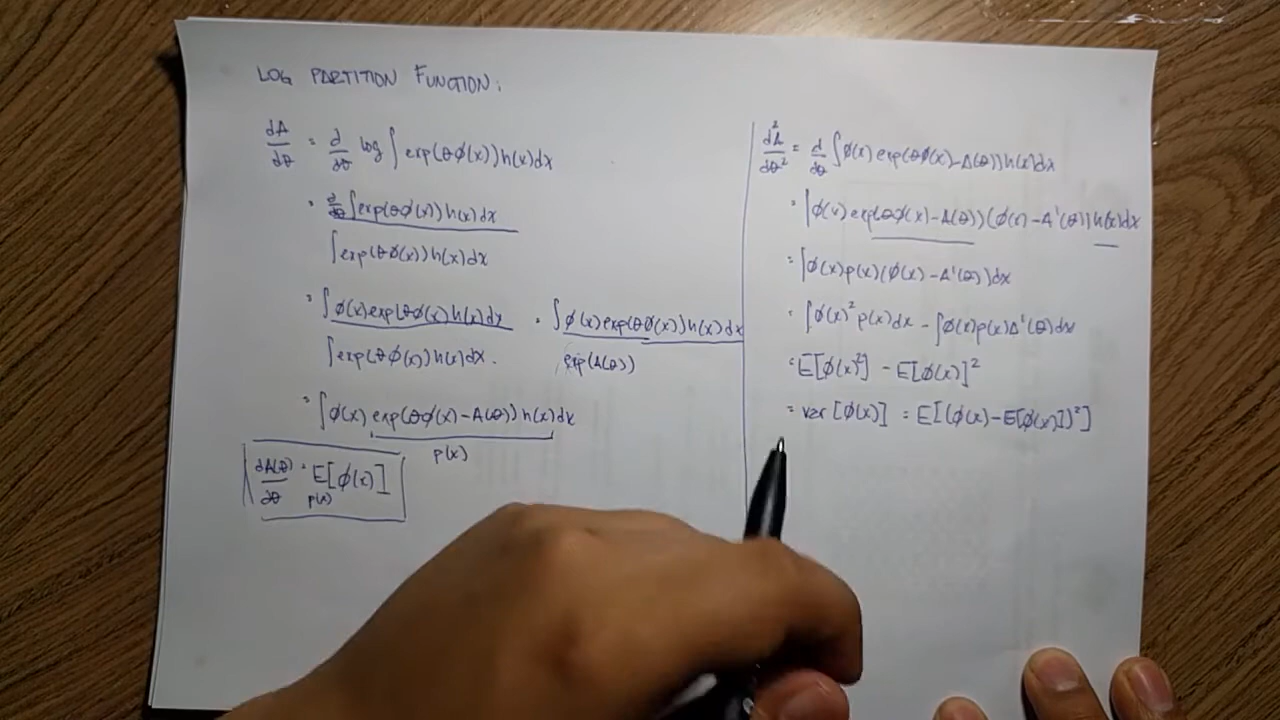 LOG PARTITION FUNCTION:
dA/dθ = d/dθ log ∫ exp(θφ(x)) h(x)dx
= d/dθ ∫exp(θφ(x)) h(x)dx
∫exp(θφ(x)) h(x)dx
= ∫φ(x)exp(θφ(x)) h(x)dx = ∫φ(x)exp(θφ(x)) h(x)dx
∫exp(θφ(x)) h(x)dx. exp(A(θ))
= ∫φ(x) exp(θφ(x) - A(θ)) h(x)dx
p(x)
dA(θ)/dθ = E[φ(x)]
p(x)
d²A/dθ² = d/dθ ∫φ(x) exp(θφ(x) - A(θ)) h(x)dx
= ∫φ(x) exp(θφ(x) - A(θ)) (φ(x) - A'(θ)) h(x)dx
= ∫φ(x)p(x)(φ(x) - A'(θ))dx
= ∫φ(x)² p(x)dx - ∫φ(x)p(x)A'(θ)dx
= E[φ(x)²] - E[φ(x)]²
= var[φ(x)] = E[(φ(x) - E[φ(x)])²]